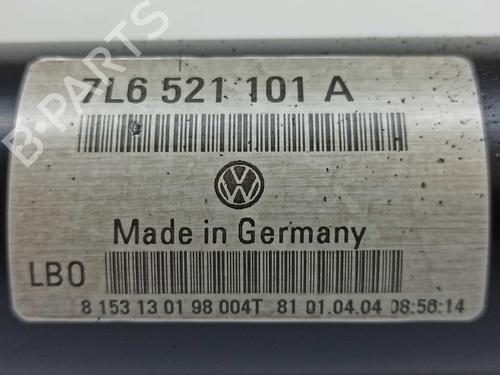 7L6 521 101 A
Made in Germany
LB0
8 153 13 01 98 004T 81 01.04.04 08:56:14
B-PARTS